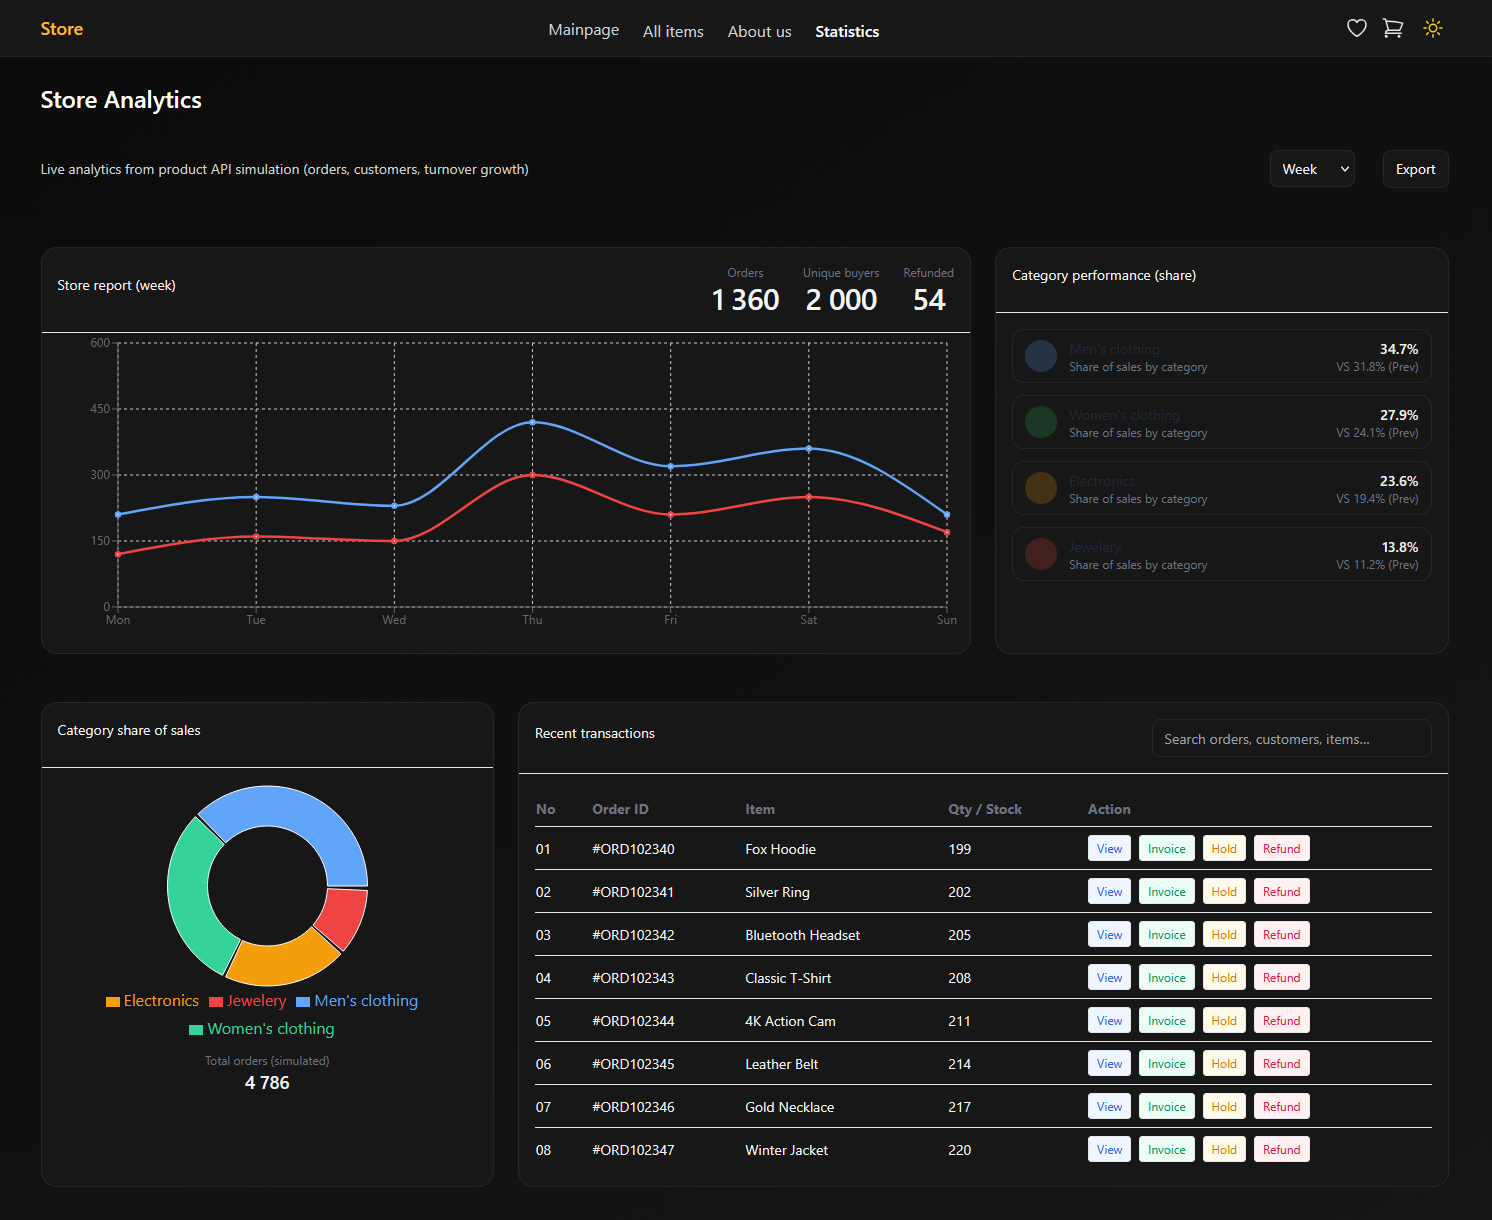 Store
Mainpage All items About us Statistics
Store Analytics
Live analytics from product API simulation (orders, customers, turnover growth)
Week
Export
Store report (week)
Orders Unique buyers Refunded
1 360 2 000 54
600
450
300
150
0
Mon Tue Wed Thu Fri Sat Sun
Category performance (share)
Men's clothing 34.7%
Share of sales by category VS 31.8% (Prev)
Women's clothing 27.9%
Share of sales by category VS 24.1% (Prev)
Electronics 23.6%
Share of sales by category VS 19.4% (Prev)
Jewelery 13.8%
Share of sales by category VS 11.2% (Prev)
Category share of sales
Electronics Jewelery Men's clothing
Women's clothing
Total orders (simulated)
4 786
Recent transactions
Search orders, customers, items...
No Order ID Item Qty / Stock Action
01 #ORD102340 Fox Hoodie 199 View Invoice Hold Refund
02 #ORD102341 Silver Ring 202 View Invoice Hold Refund
03 #ORD102342 Bluetooth Headset 205 View Invoice Hold Refund
04 #ORD102343 Classic T-Shirt 208 View Invoice Hold Refund
05 #ORD102344 4K Action Cam 211 View Invoice Hold Refund
06 #ORD102345 Leather Belt 214 View Invoice Hold Refund
07 #ORD102346 Gold Necklace 217 View Invoice Hold Refund
08 #ORD102347 Winter Jacket 220 View Invoice Hold Refund